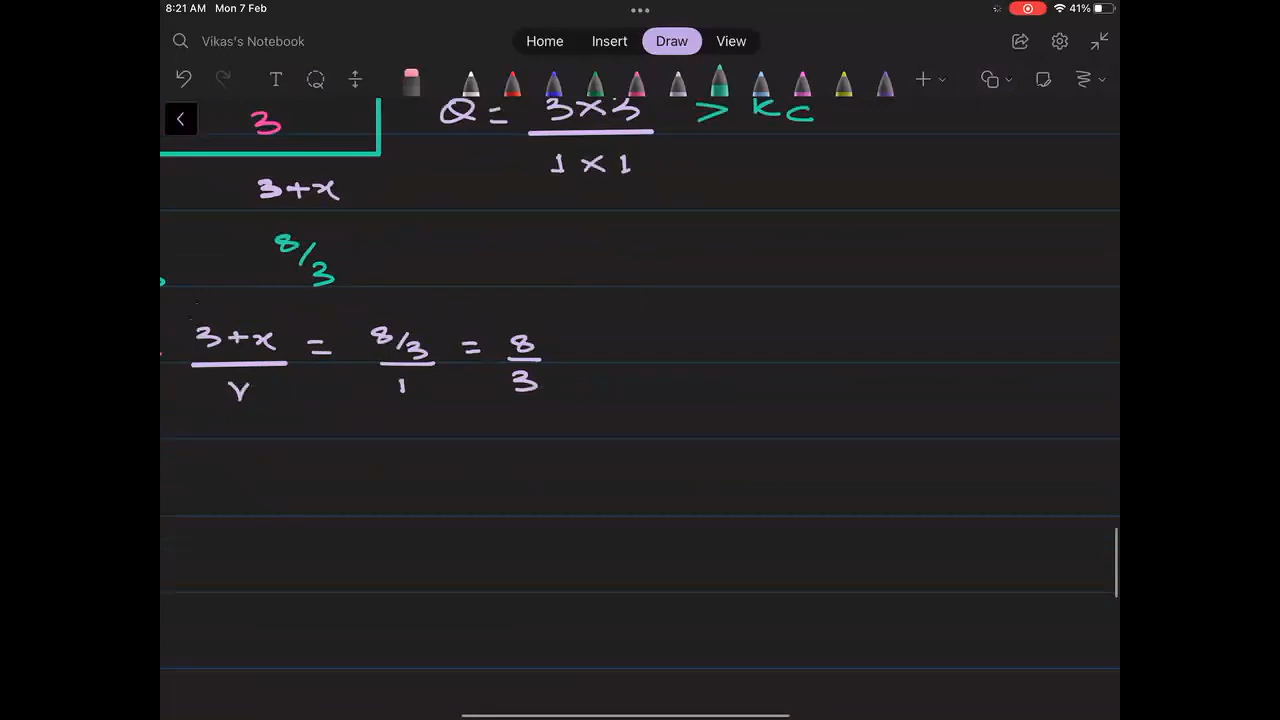 8:21 AM Mon 7 Feb 41%
Vikas's Notebook Home Insert Draw View
3 Q = 3 × 3 / 1 × 1 > Kc
3+x
8/3
3+x / V = 8/3 / 1 = 8 / 3